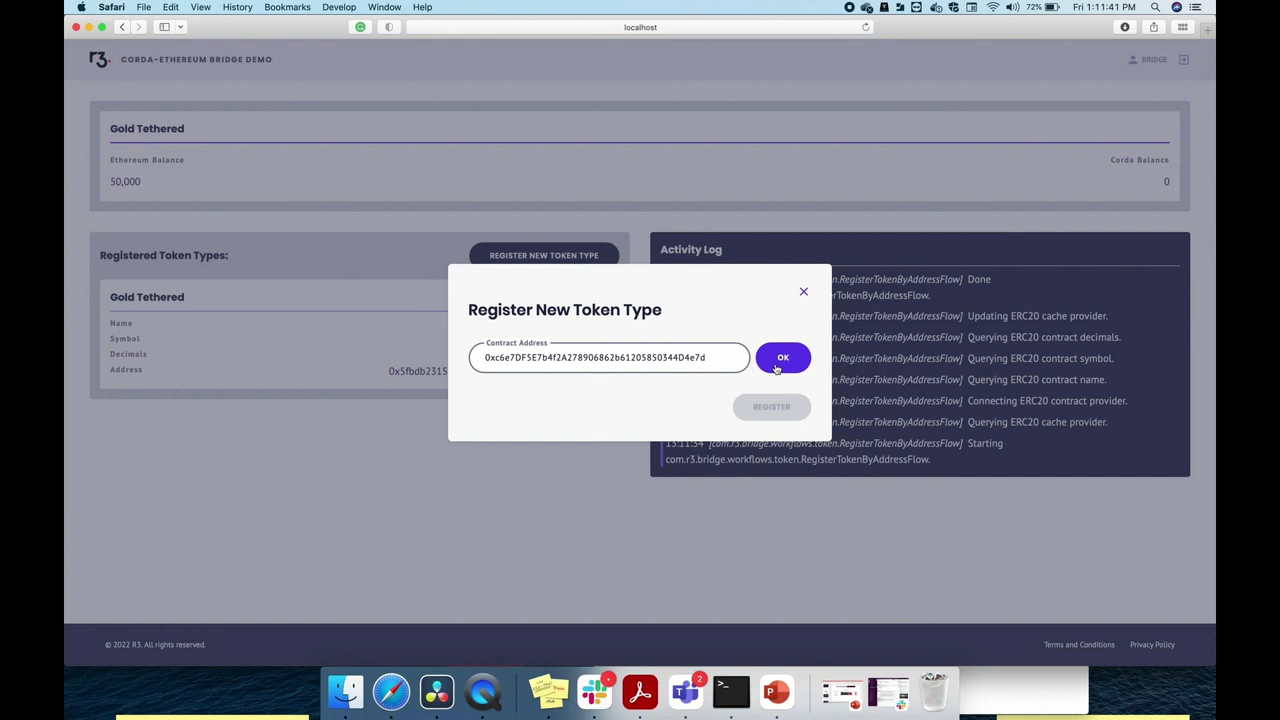 Safari File Edit View History Bookmarks Develop Window Help 72% Fri 1:11:41 PM
localhost
r3. CORDA-ETHEREUM BRIDGE DEMO BRIDGE
Gold Tethered
Ethereum Balance Corda Balance
50,000 0
Registered Token Types: REGISTER NEW TOKEN TYPE
Gold Tethered
Name
Symbol
Decimals
Address 0x5fbdb2315
Activity Log
n.RegisterTokenByAddressFlow] Done
rTokenByAddressFlow.
n.RegisterTokenByAddressFlow] Updating ERC20 cache provider.
n.RegisterTokenByAddressFlow] Querying ERC20 contract decimals.
n.RegisterTokenByAddressFlow] Querying ERC20 contract symbol.
n.RegisterTokenByAddressFlow] Querying ERC20 contract name.
n.RegisterTokenByAddressFlow] Connecting ERC20 contract provider.
n.RegisterTokenByAddressFlow] Querying ERC20 cache provider.
13:11:34 [com.r3.bridge.workflows.token.RegisterTokenByAddressFlow] Starting
com.r3.bridge.workflows.token.RegisterTokenByAddressFlow.
Register New Token Type
Contract Address
0xc6e7DF5E7b4f2A278906862b61205850344D4e7d OK
REGISTER
© 2022 R3. All rights reserved. Terms and Conditions Privacy Policy
2